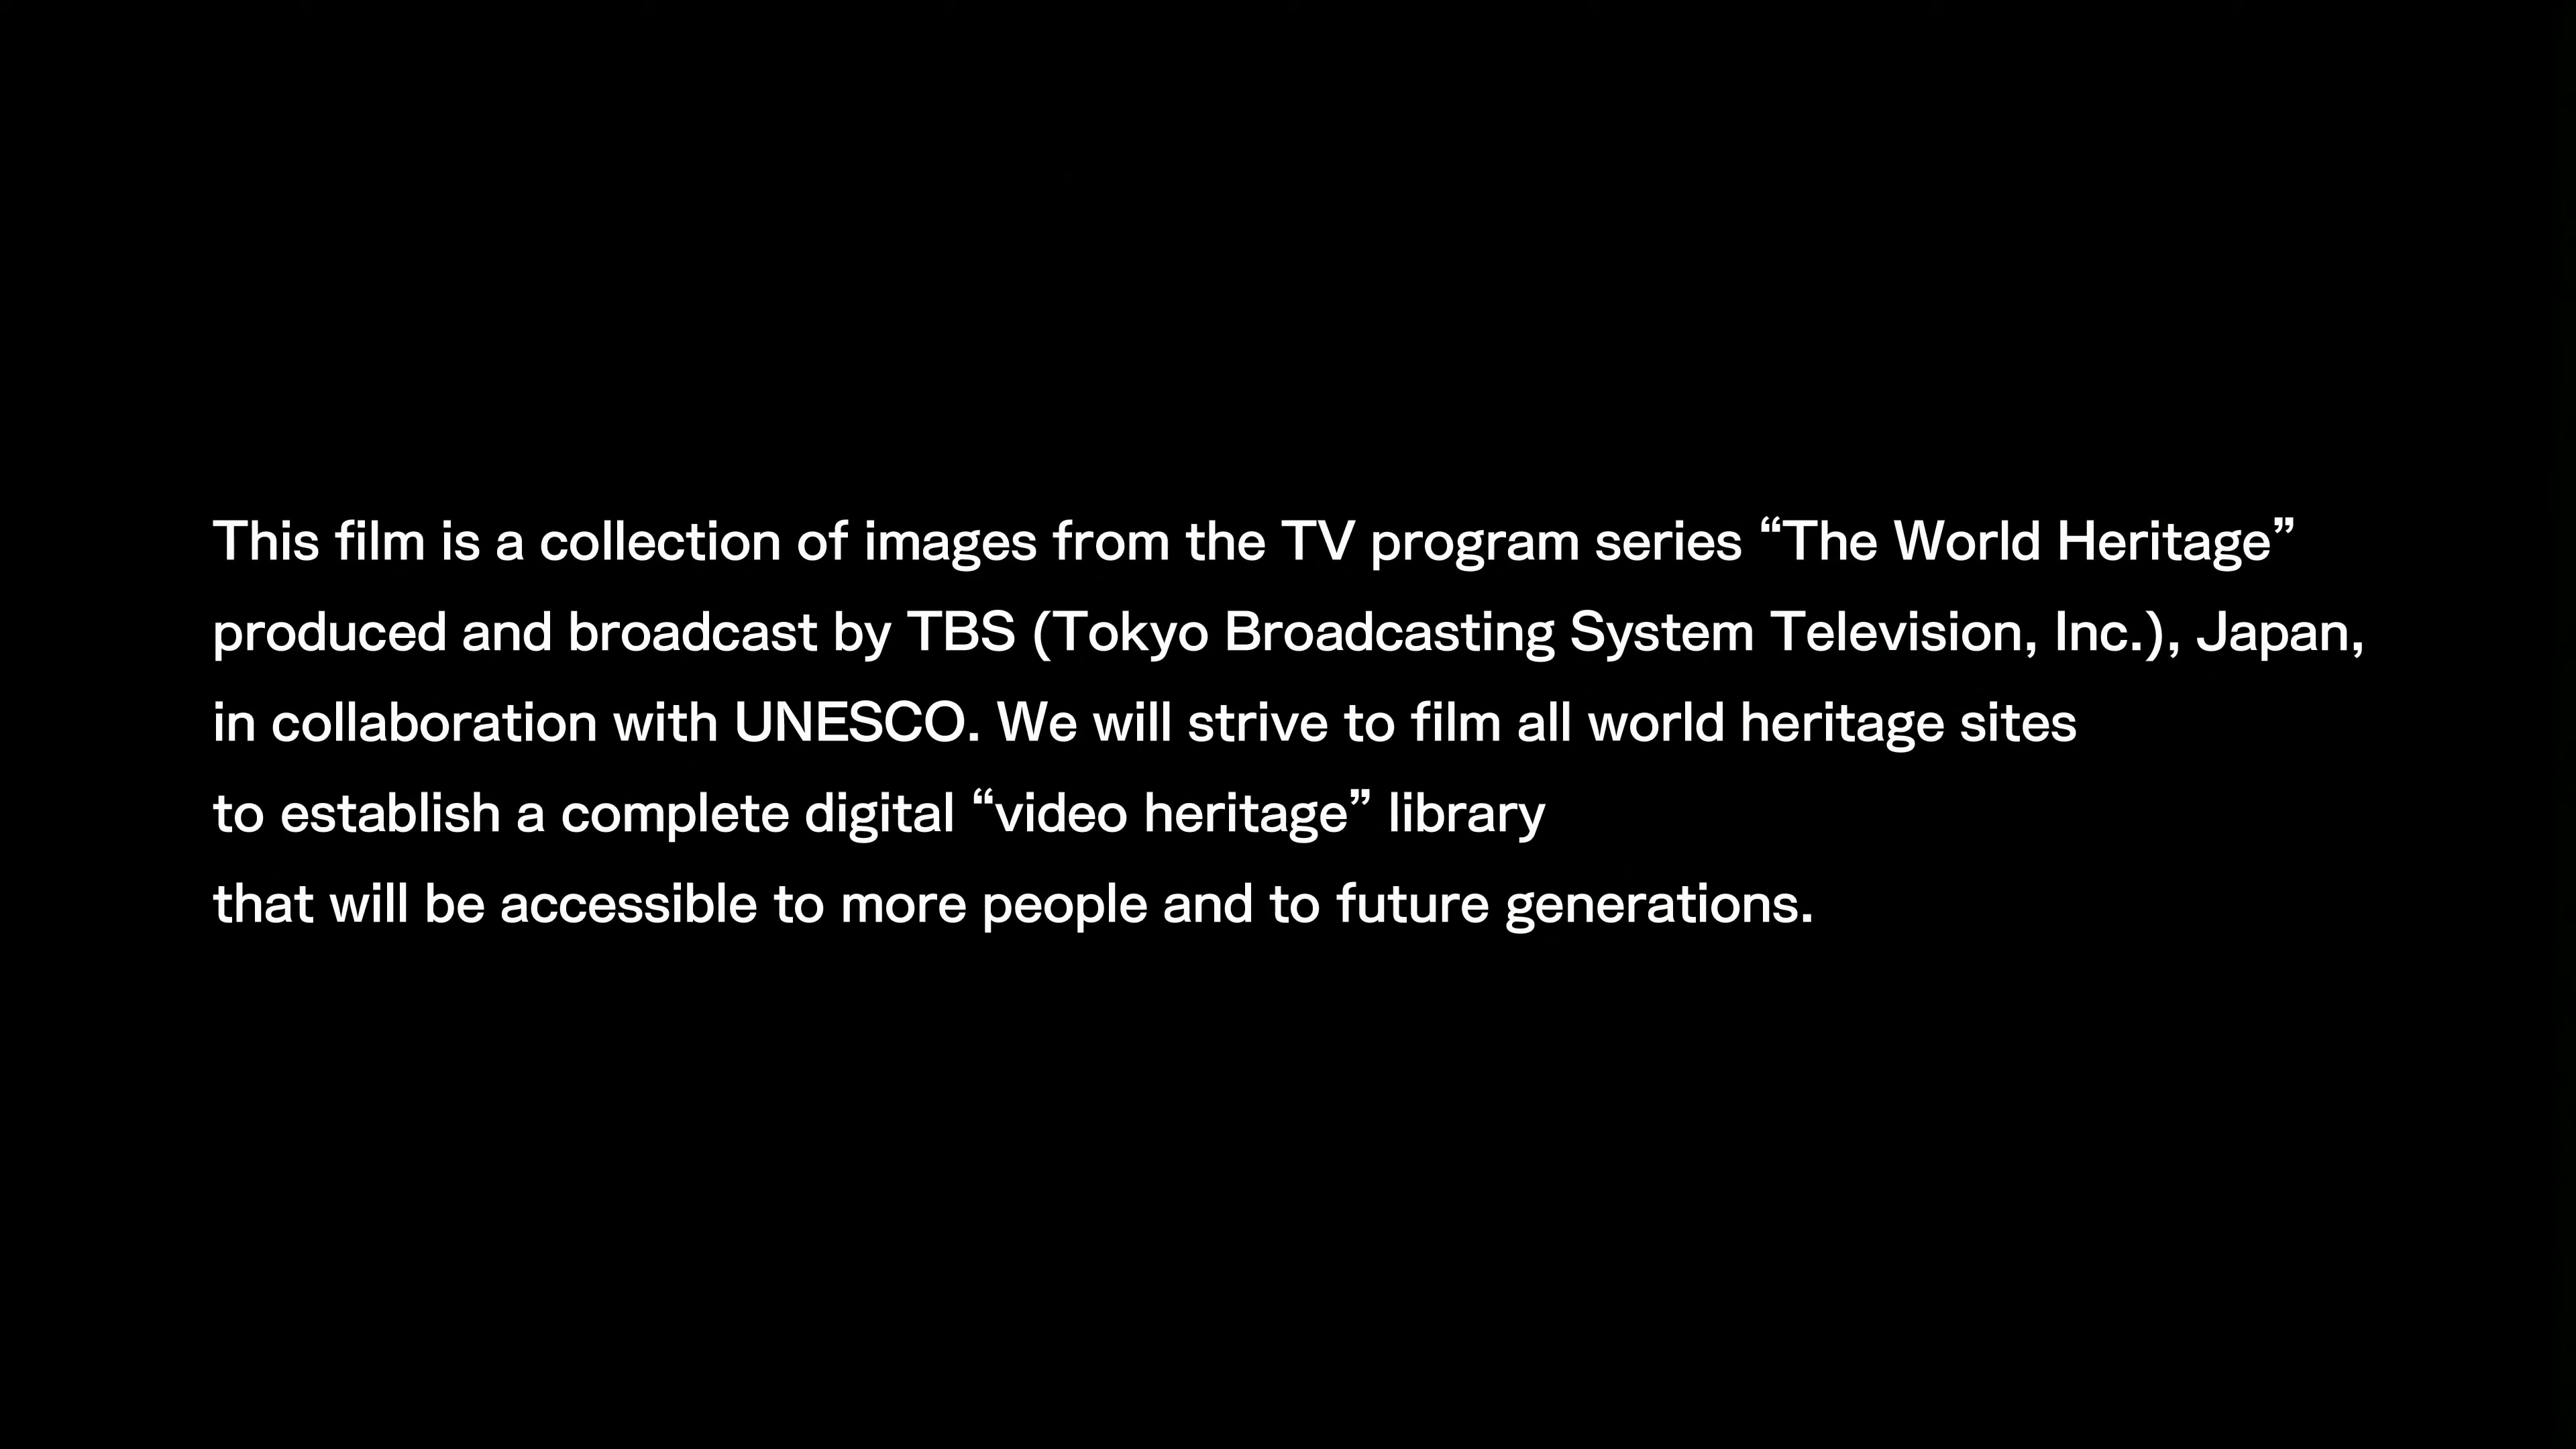 This film is a collection of images from the TV program series “The World Heritage”
produced and broadcast by TBS (Tokyo Broadcasting System Television, Inc.), Japan,
in collaboration with UNESCO. We will strive to film all world heritage sites
to establish a complete digital “video heritage” library
that will be accessible to more people and to future generations.